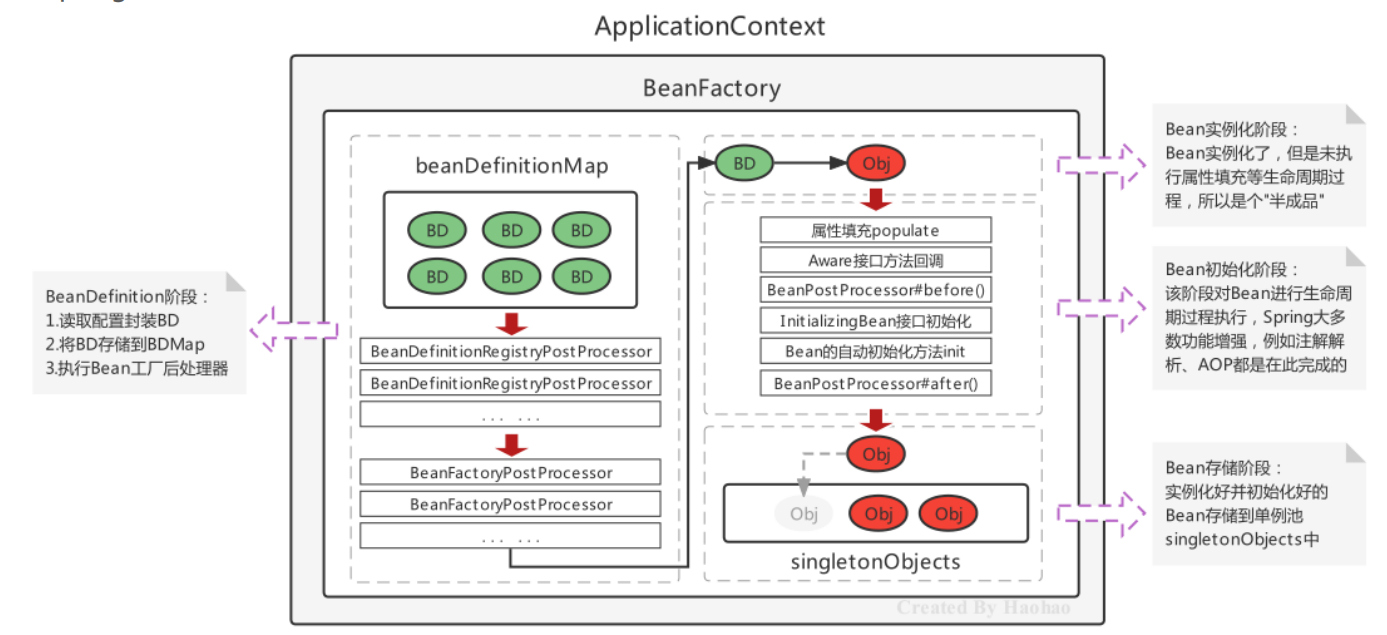 ApplicationContext
BeanFactory
beanDefinitionMap
BD
BD
BD
BD
BD
BD
BeanDefinitionRegistryPostProcessor
BeanDefinitionRegistryPostProcessor
... ...
BeanFactoryPostProcessor
BeanFactoryPostProcessor
... ...
BeanDefinition阶段：
1.读取配置封装BD
2.将BD存储到BDMap
3.执行Bean工厂后处理器
BD
Obj
属性填充populate
Aware接口方法回调
BeanPostProcessor#before()
InitializingBean接口初始化
Bean的自动初始化方法init
BeanPostProcessor#after()
Obj
Obj
Obj
Obj
singletonObjects
Bean实例化阶段：
Bean实例化了，但是未执
行属性填充等生命周期过
程，所以是个"半成品"
Bean初始化阶段：
该阶段对Bean进行生命周
期过程执行，Spring大多
数功能增强，例如注解解
析、AOP都是在此完成的
Bean存储阶段：
实例化好并初始化好的
Bean存储到单例池
singletonObjects中
Created By Haohao